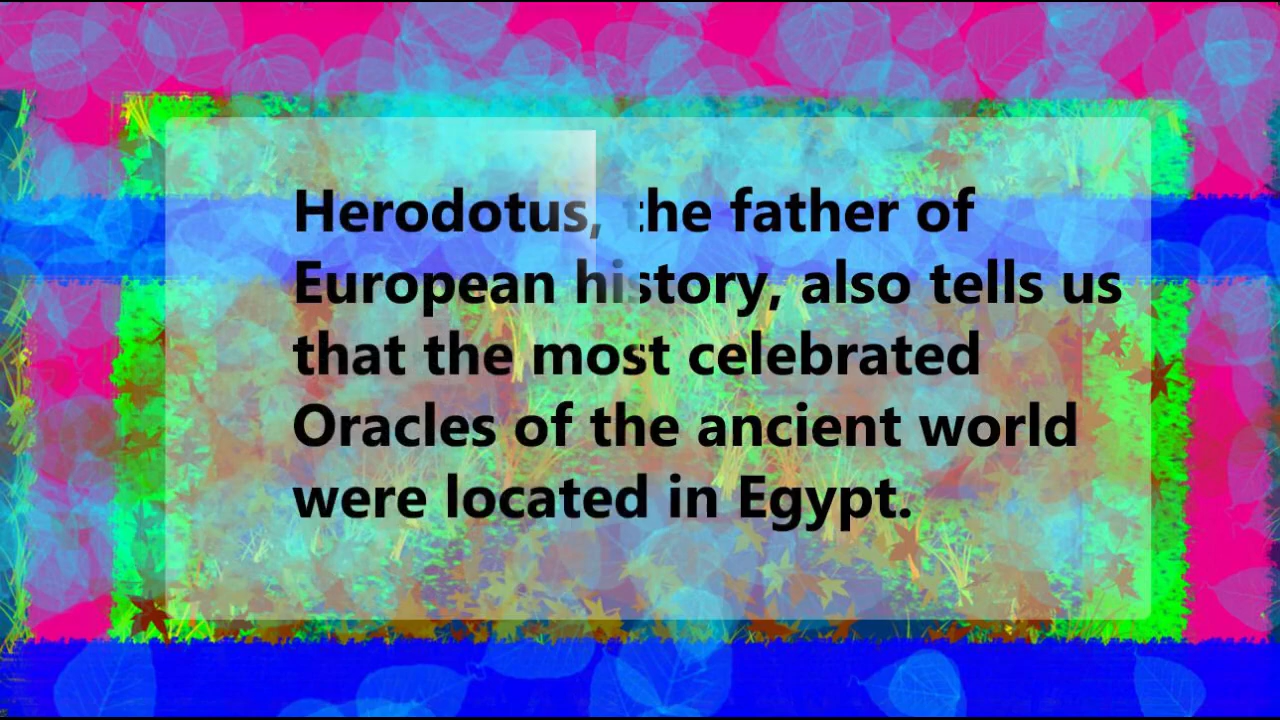 Herodotus, the father of
European history, also tells us
that the most celebrated
Oracles of the ancient world
were located in Egypt.